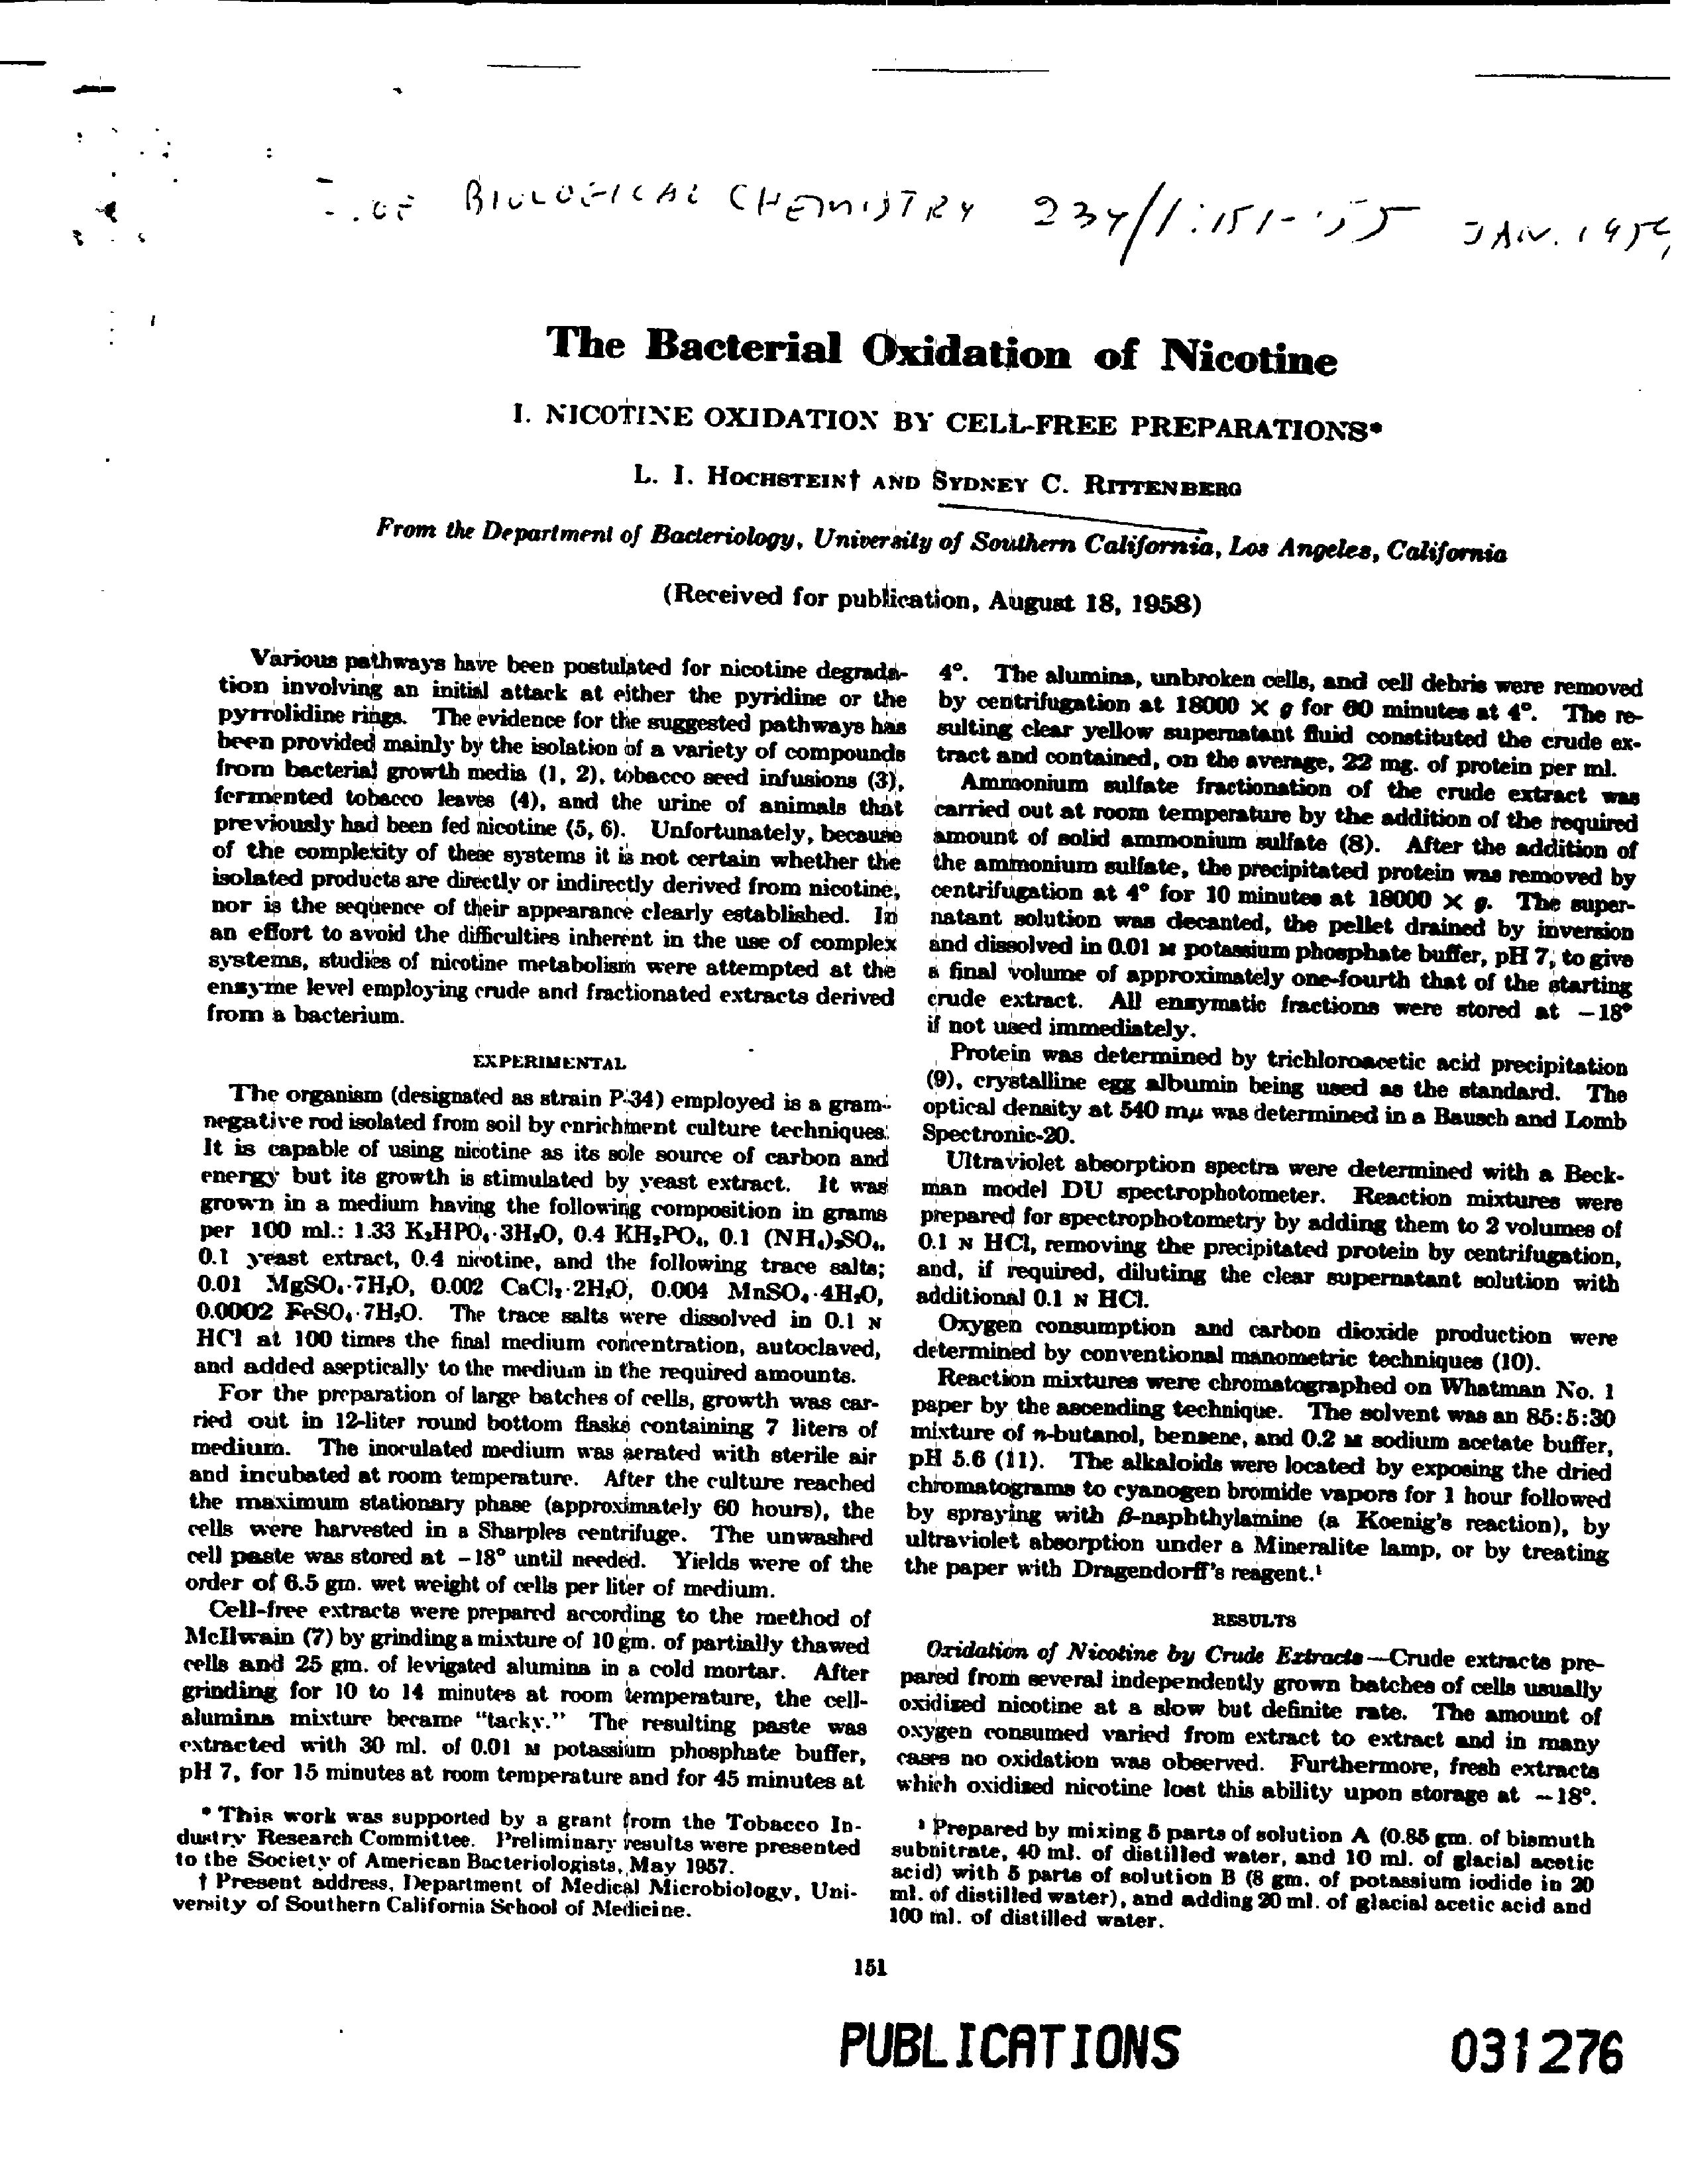 OF BIOLOGICAL CHEMISTRY 234/1:151-155 JAN. 1959
The Bacterial Oxidation of Nicotine
I. NICOTINE OXIDATION BY CELL-FREE PREPARATIONS*
L. I. HOCHSTEIN† AND SYDNEY C. RITTENBERG
From the Department of Bacteriology, University of Southern California, Los Angeles, California
(Received for publication, August 18, 1958)
Various pathways have been postulated for nicotine degrada-
tion involving an initial attack at either the pyridine or the
pyrrolidine rings. The evidence for the suggested pathways has
been provided mainly by the isolation of a variety of compounds
from bacterial growth media (1, 2), tobacco seed infusions (3),
fermented tobacco leaves (4), and the urine of animals that
previously had been fed nicotine (5, 6). Unfortunately, because
of the complexity of these systems it is not certain whether the
isolated products are directly or indirectly derived from nicotine,
nor is the sequence of their appearance clearly established. In
an effort to avoid the difficulties inherent in the use of complex
systems, studies of nicotine metabolism were attempted at the
enzyme level employing crude and fractionated extracts derived
from a bacterium.
EXPERIMENTAL
The organism (designated as strain P-34) employed is a gram-
negative rod isolated from soil by enrichment culture techniques.
It is capable of using nicotine as its sole source of carbon and
energy but its growth is stimulated by yeast extract. It was
grown in a medium having the following composition in grams
per 100 ml.: 1.33 K₂HPO₄·3H₂O, 0.4 KH₂PO₄, 0.1 (NH₄)₂SO₄,
0.1 yeast extract, 0.4 nicotine, and the following trace salts;
0.01 MgSO₄·7H₂O, 0.002 CaCl₂·2H₂O, 0.004 MnSO₄·4H₂O,
0.0002 FeSO₄·7H₂O. The trace salts were dissolved in 0.1 N
HCl at 100 times the final medium concentration, autoclaved,
and added aseptically to the medium in the required amounts.
For the preparation of large batches of cells, growth was car-
ried out in 12-liter round bottom flasks containing 7 liters of
medium. The inoculated medium was aerated with sterile air
and incubated at room temperature. After the culture reached
the maximum stationary phase (approximately 60 hours), the
cells were harvested in a Sharples centrifuge. The unwashed
cell paste was stored at −18° until needed. Yields were of the
order of 6.5 gm. wet weight of cells per liter of medium.
Cell-free extracts were prepared according to the method of
McIlwain (7) by grinding a mixture of 10 gm. of partially thawed
cells and 25 gm. of levigated alumina in a cold mortar. After
grinding for 10 to 14 minutes at room temperature, the cell-
alumina mixture became "tacky." The resulting paste was
extracted with 30 ml. of 0.01 M potassium phosphate buffer,
pH 7, for 15 minutes at room temperature and for 45 minutes at
* This work was supported by a grant from the Tobacco In-
dustry Research Committee. Preliminary results were presented
to the Society of American Bacteriologists, May 1957.
† Present address, Department of Medical Microbiology, Uni-
versity of Southern California School of Medicine.
4°. The alumina, unbroken cells, and cell debris were removed
by centrifugation at 18000 × g for 60 minutes at 4°. The re-
sulting clear yellow supernatant fluid constituted the crude ex-
tract and contained, on the average, 22 mg. of protein per ml.
Ammonium sulfate fractionation of the crude extract was
carried out at room temperature by the addition of the required
amount of solid ammonium sulfate (8). After the addition of
the ammonium sulfate, the precipitated protein was removed by
centrifugation at 4° for 10 minutes at 18000 × g. The super-
natant solution was decanted, the pellet drained by inversion
and dissolved in 0.01 M potassium phosphate buffer, pH 7, to give
a final volume of approximately one-fourth that of the starting
crude extract. All enzymatic fractions were stored at −18°
if not used immediately.
Protein was determined by trichloroacetic acid precipitation
(9), crystalline egg albumin being used as the standard. The
optical density at 540 mμ was determined in a Bausch and Lomb
Spectronic-20.
Ultraviolet absorption spectra were determined with a Beck-
man model DU spectrophotometer. Reaction mixtures were
prepared for spectrophotometry by adding them to 2 volumes of
0.1 N HCl, removing the precipitated protein by centrifugation,
and, if required, diluting the clear supernatant solution with
additional 0.1 N HCl.
Oxygen consumption and carbon dioxide production were
determined by conventional manometric techniques (10).
Reaction mixtures were chromatographed on Whatman No. 1
paper by the ascending technique. The solvent was an 85:5:30
mixture of n-butanol, benzene, and 0.2 M sodium acetate buffer,
pH 5.6 (11). The alkaloids were located by exposing the dried
chromatograms to cyanogen bromide vapors for 1 hour followed
by spraying with β-naphthylamine (a Koenig's reaction), by
ultraviolet absorption under a Mineralite lamp, or by treating
the paper with Dragendorff's reagent.¹
RESULTS
Oxidation of Nicotine by Crude Extracts—Crude extracts pre-
pared from several independently grown batches of cells usually
oxidized nicotine at a slow but definite rate. The amount of
oxygen consumed varied from extract to extract and in many
cases no oxidation was observed. Furthermore, fresh extracts
which oxidized nicotine lost this ability upon storage at −18°.
¹ Prepared by mixing 5 parts of solution A (0.85 gm. of bismuth
subnitrate, 40 ml. of distilled water, and 10 ml. of glacial acetic
acid) with 5 parts of solution B (8 gm. of potassium iodide in 20
ml. of distilled water), and adding 20 ml. of glacial acetic acid and
100 ml. of distilled water.
151
PUBLICATIONS 031276